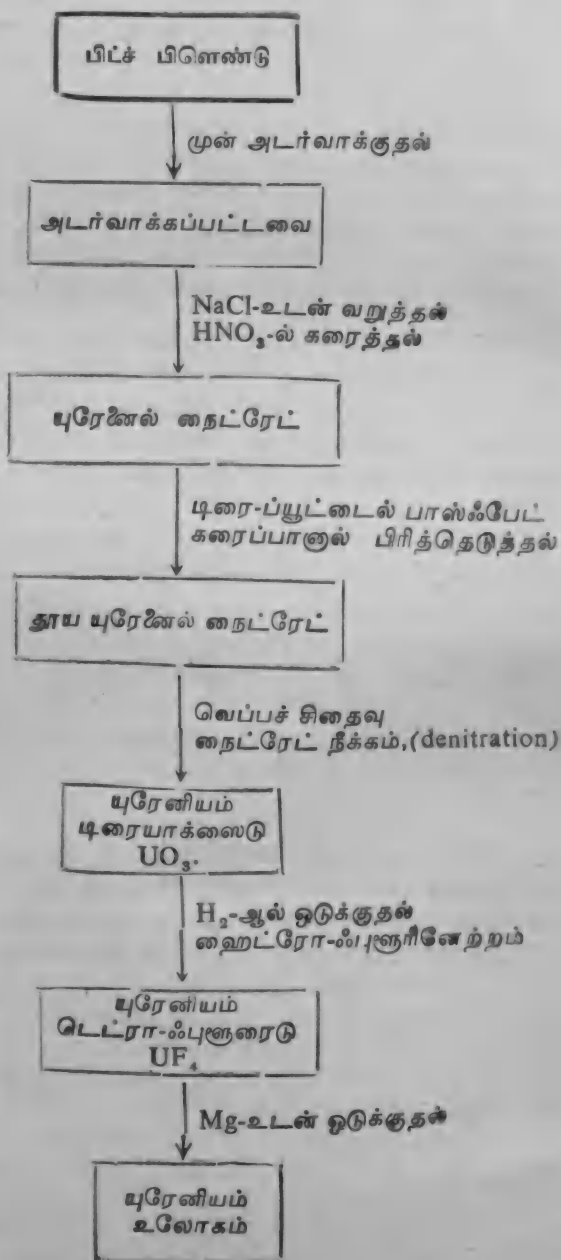 பிட்ச் பிளெண்டு
முன் அடர்வாக்குதல்
அடர்வாக்கப்பட்டவை
NaCl-உடன் வறுத்தல்
HNO₃-ல் கரைத்தல்
யுரேனைல் நைட்ரேட்
டிரை-ப்யூட்டைல் பாஸ்ஃபேட்
கரைப்பானால் பிரித்தெடுத்தல்
தூய யுரேனைல் நைட்ரேட்
வெப்பச் சிதைவு
நைட்ரேட் நீக்கம்,(denitration)
யுரேனியம்
டிரையாக்ஸைடு
UO₃.
H₂-ஆல் ஒடுக்குதல்
ஹைட்ரோ-ஃபுளூரினேற்றம்
யுரேனியம்
டெட்ரா-ஃபுளூரைடு
UF₄
Mg-உடன் ஒடுக்குதல்
யுரேனியம்
உலோகம்